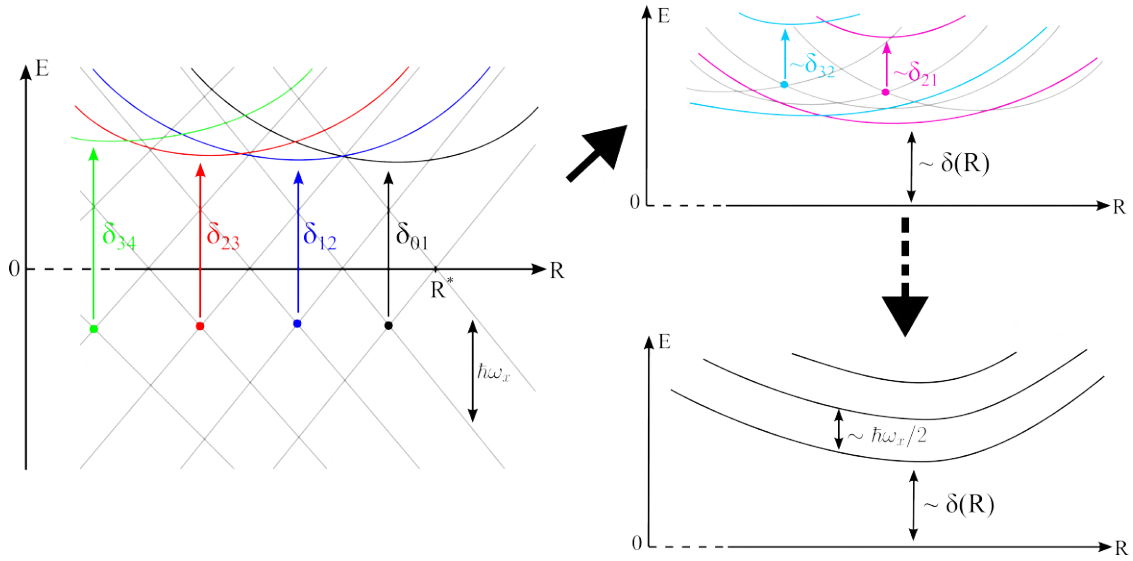 E
δ₃₄
δ₂₃
δ₁₂
δ₀₁
0
R
R*
ℏωₓ
E
~δ₃₂
~δ₂₁
~ δ(R)
0
R
E
~ ℏωₓ/2
~ δ(R)
0
R